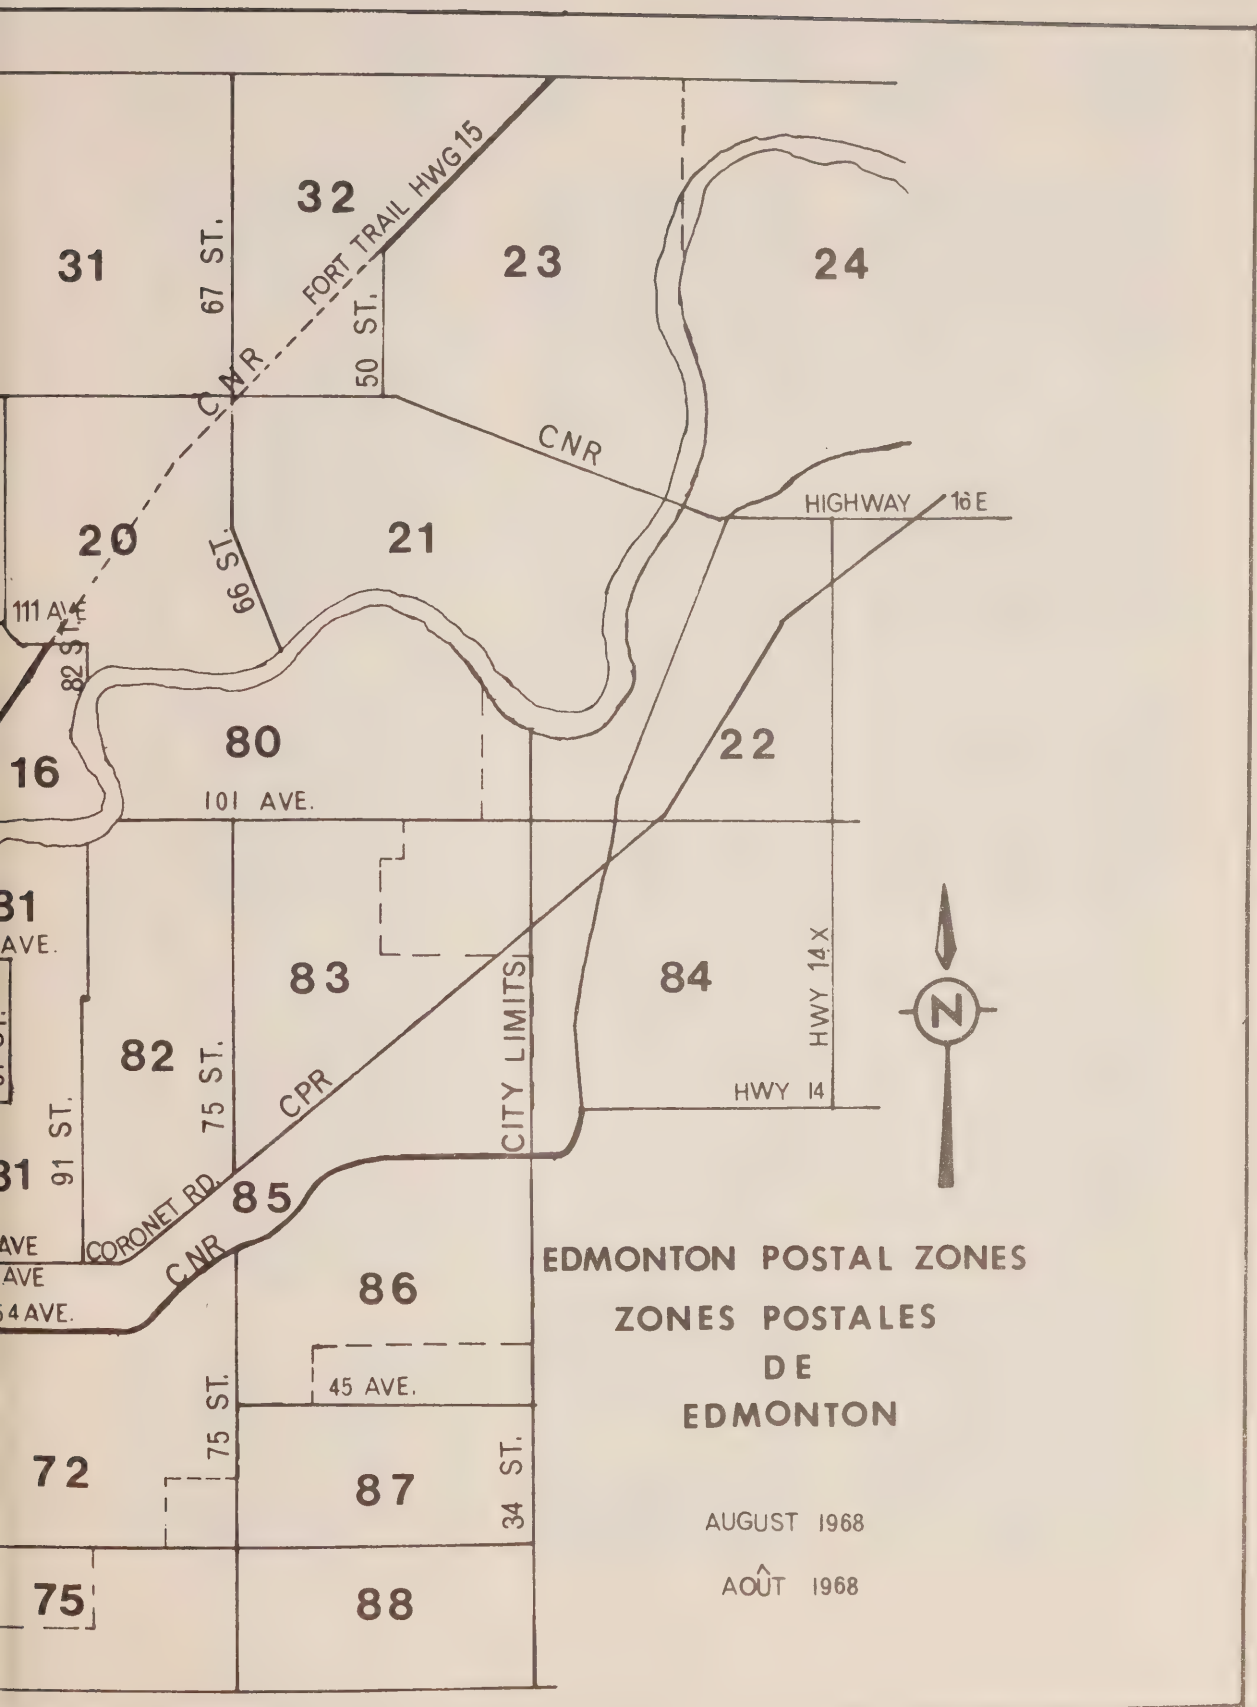 FORT TRAIL HWG 15
32
31
67 ST.
23
24
50 ST.
CNR
CNR
HIGHWAY 16 E
20
21
66 ST.
111 AVE
82 ST.
80
22
16
101 AVE.
31
AVE.
83
84
HWY 14 X
N
CITY LIMITS
82
75 ST.
CPR
HWY 14
91 ST.
31
CORONET RD.
85
AVE
AVE
CNR
54 AVE.
86
EDMONTON POSTAL ZONES
ZONES POSTALES
DE
EDMONTON
45 AVE.
75 ST.
72
87
34 ST.
AUGUST 1968
AOÛT 1968
75
88